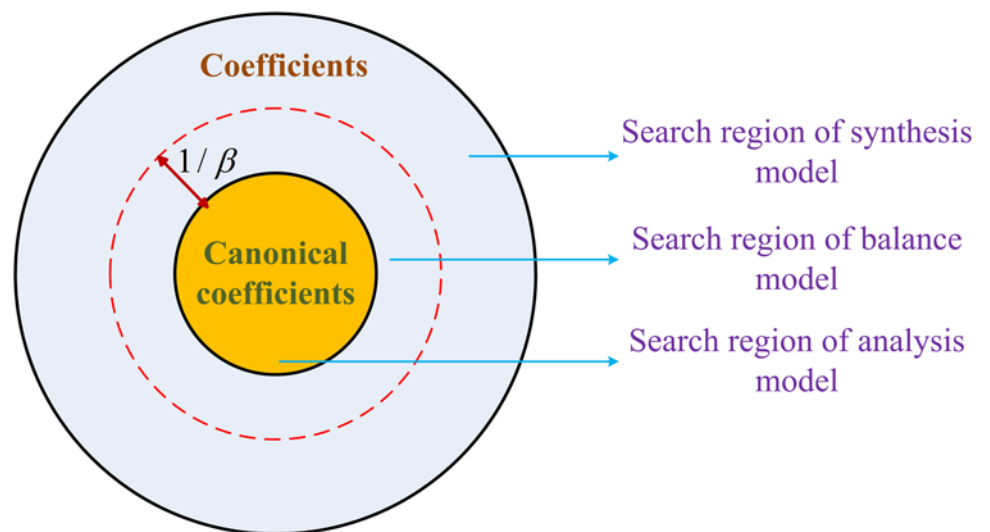 Coefficients
1/β
Canonical
coefficients
Search region of synthesis
model
Search region of balance
model
Search region of analysis
model